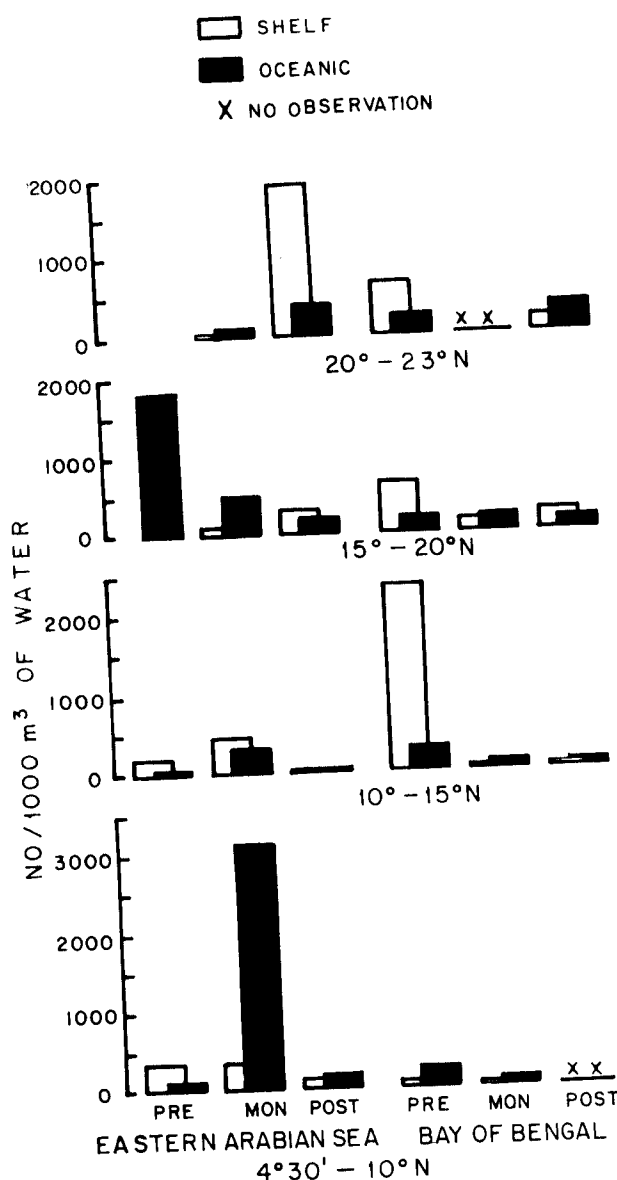 SHELF
OCEANIC
X NO OBSERVATION
2000
1000
0
X X
20° – 23°N
2000
1000
0
15° – 20°N
NO/1000 m³ OF WATER
2000
1000
0
10° – 15°N
3000
2000
1000
0
X X
PRE MON POST PRE MON POST
EASTERN ARABIAN SEA BAY OF BENGAL
4°30' – 10°N